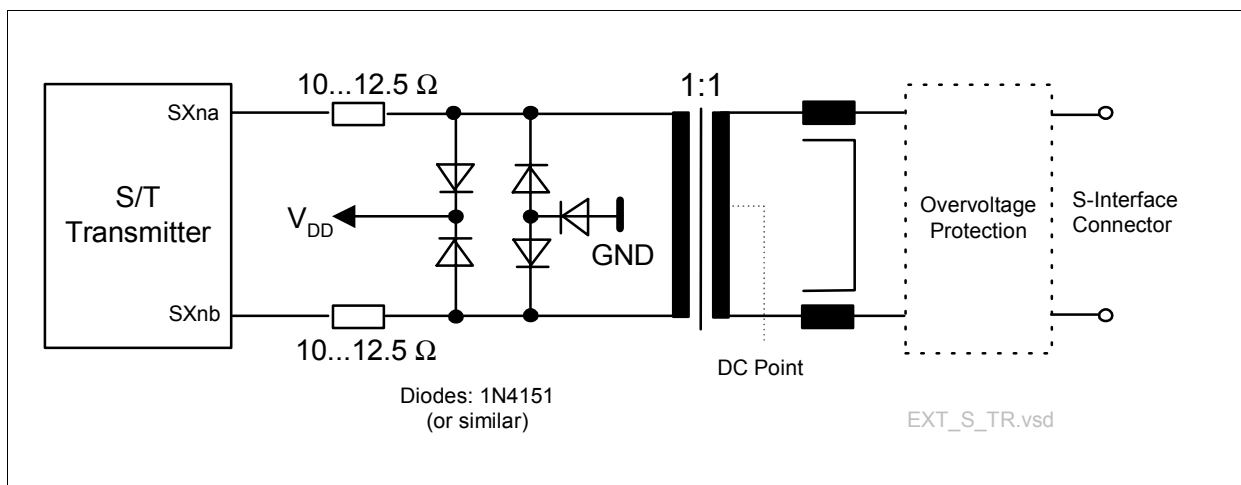 10...12.5 Ω
1:1
SXna
S/T
Transmitter
V_DD
GND
Overvoltage
Protection
S-Interface
Connector
SXnb
10...12.5 Ω
DC Point
Diodes: 1N4151
(or similar)
EXT_S_TR.vsd